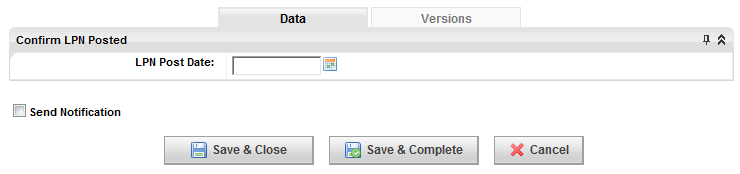 Data Versions
Confirm LPN Posted
LPN Post Date:
Send Notification
Save & Close Save & Complete Cancel